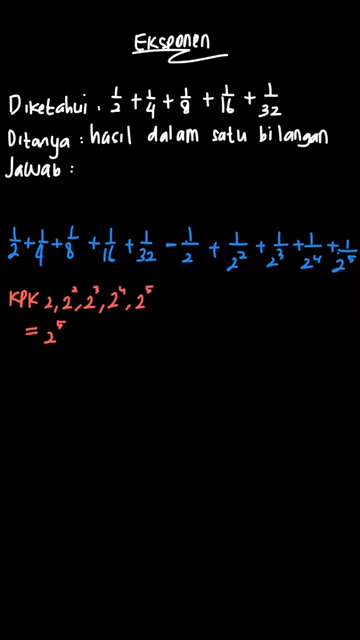 Eksponen
Diketahui : 1/2 + 1/4 + 1/8 + 1/16 + 1/32
Ditanya : hasil dalam satu bilangan
Jawab :
1/2 + 1/4 + 1/8 + 1/16 + 1/32 - 1/2 + 1/2² + 1/2³ + 1/2⁴ + 1/2⁵
KPK 2, 2², 2³, 2⁴, 2⁵
= 2⁵